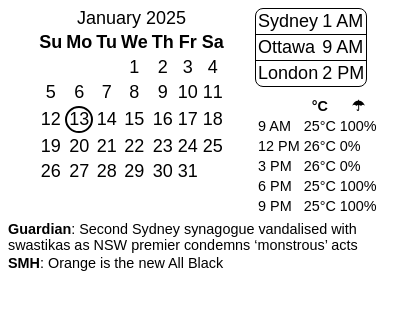 January 2025
Su Mo Tu We Th Fr Sa
1 2 3 4
5 6 7 8 9 10 11
12 13 14 15 16 17 18
19 20 21 22 23 24 25
26 27 28 29 30 31
Sydney 1 AM
Ottawa 9 AM
London 2 PM
°C ☂
9 AM 25°C 100%
12 PM 26°C 0%
3 PM 26°C 0%
6 PM 25°C 100%
9 PM 25°C 100%
Guardian: Second Sydney synagogue vandalised with
swastikas as NSW premier condemns ‘monstrous’ acts
SMH: Orange is the new All Black